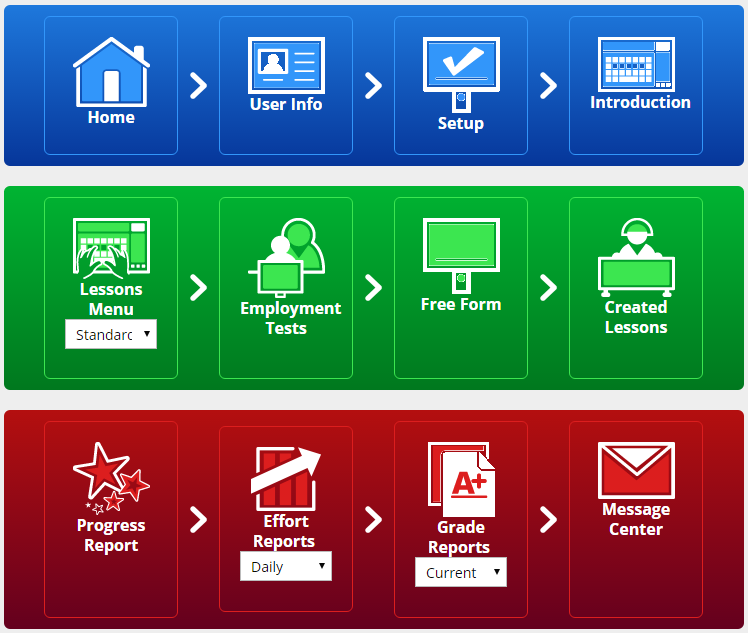 Home
User Info
Setup
Introduction
Lessons
Menu
Standard
Employment
Tests
Free Form
Created
Lessons
Progress
Report
Effort
Reports
Daily
A+
Grade
Reports
Current
Message
Center